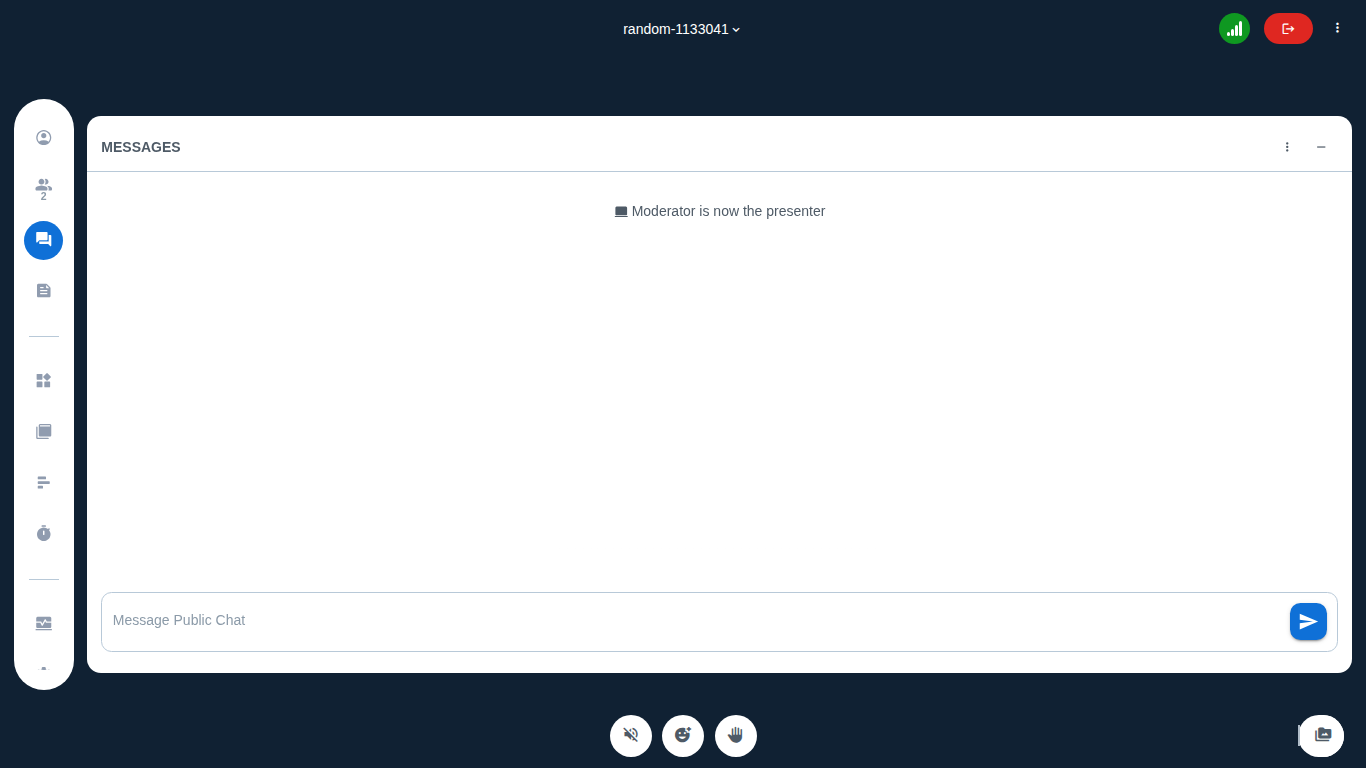 random-1133041
2
MESSAGES
Moderator is now the presenter
Message Public Chat